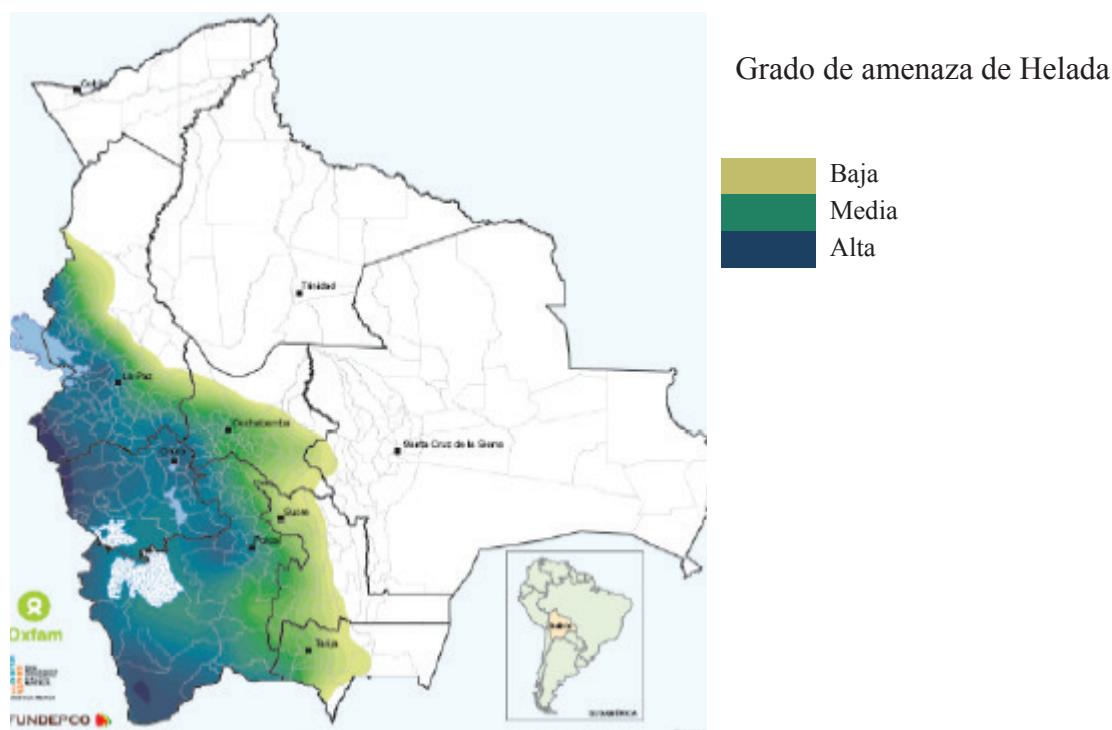 Grado de amenaza de Helada
Baja
Media
Alta
Cobija
Trinidad
La Paz
Cochabamba
Santa Cruz de la Sierra
Oruro
Sucre
Potosí
Tarija
Oxfam
FUNDEPCO
SUDAMÉRICA